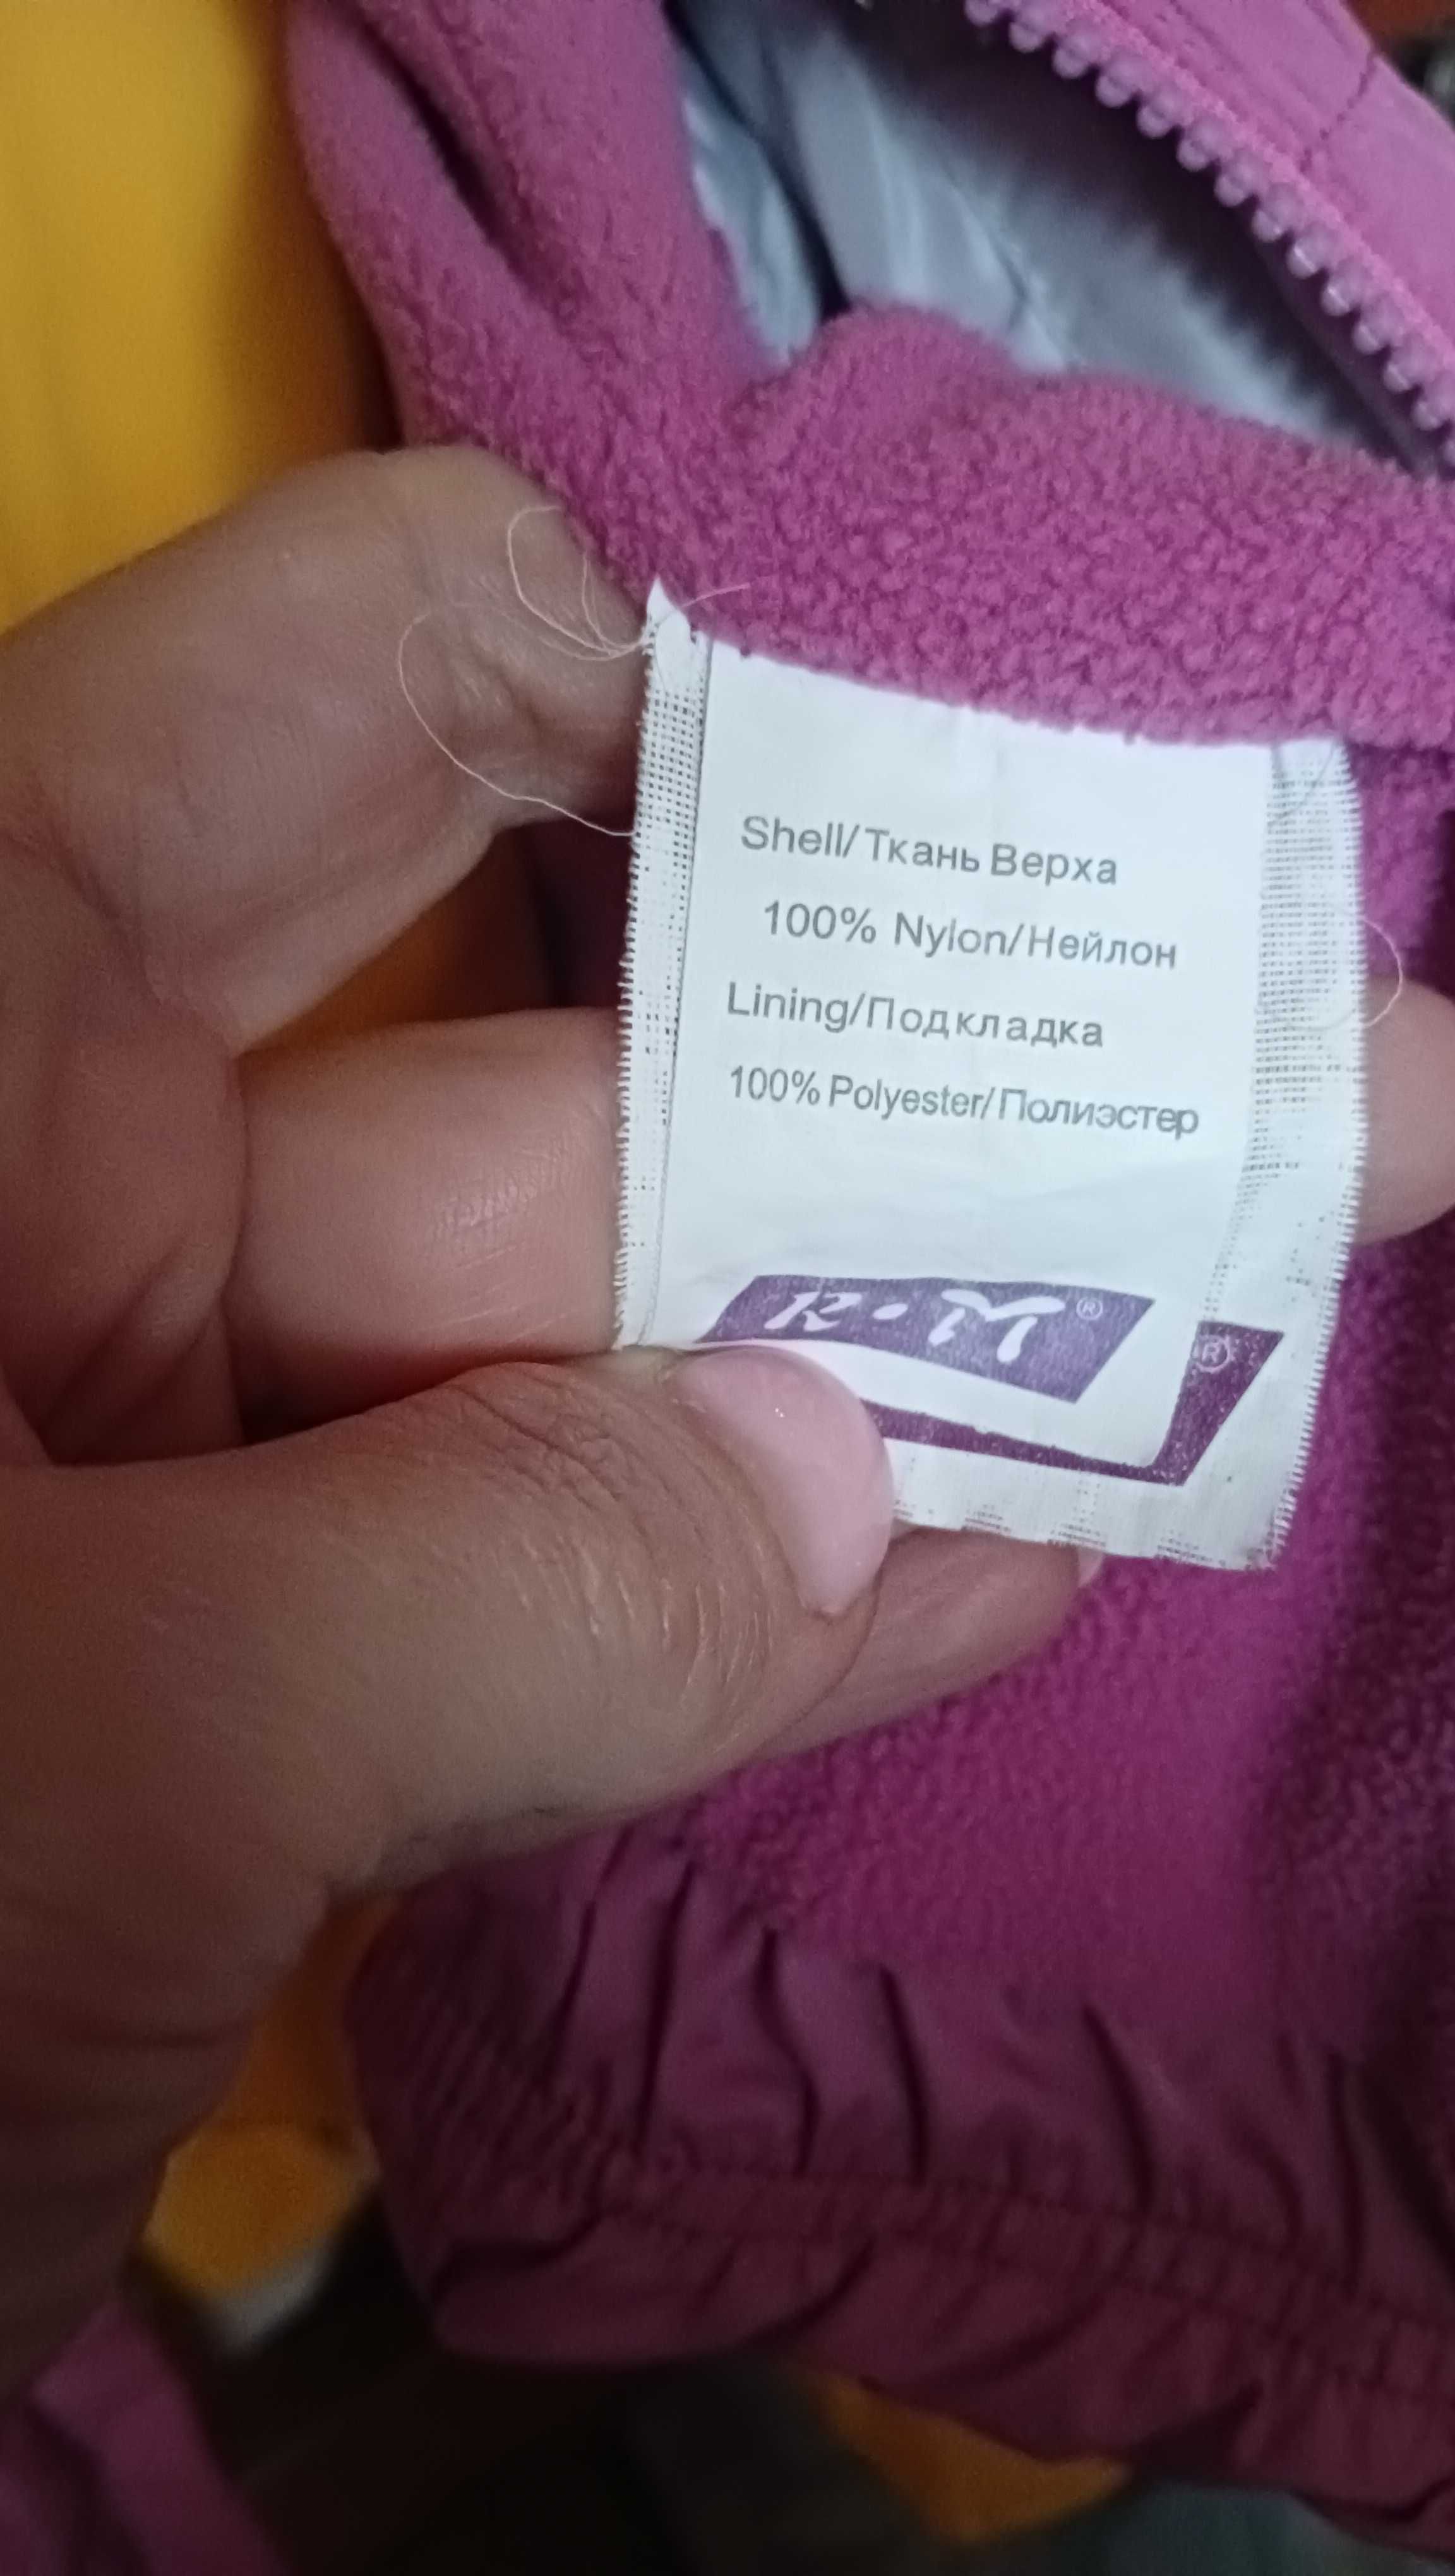 Shell/Ткань Верха
100% Nylon/Нейлон
Lining/Подкладка
100% Polyester/Полиэстер
®
®